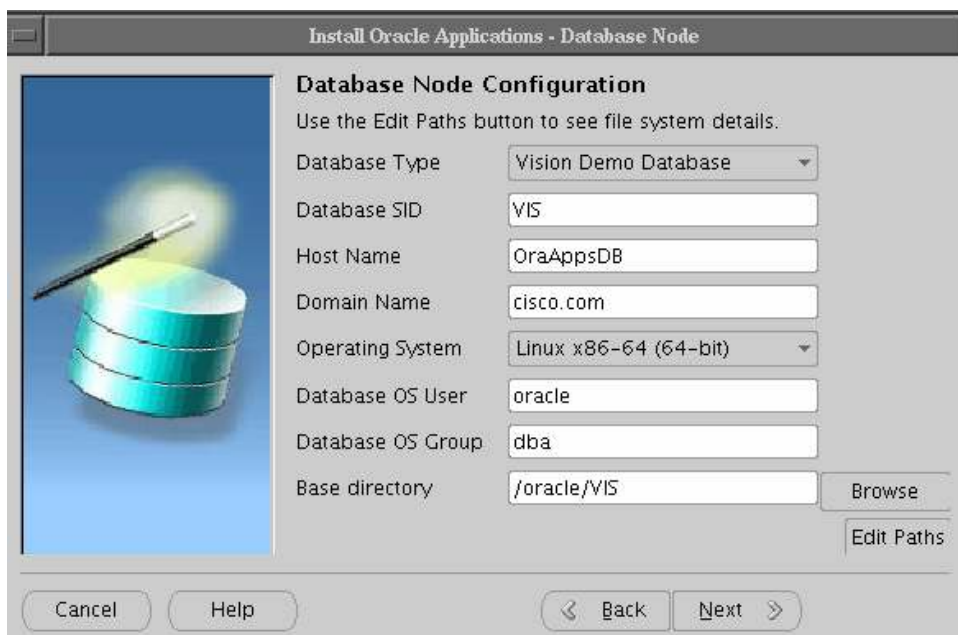 Install Oracle Applications - Database Node
Database Node Configuration
Use the Edit Paths button to see file system details.
Database Type Vision Demo Database
Database SID VIS
Host Name OraAppsDB
Domain Name cisco.com
Operating System Linux x86-64 (64-bit)
Database OS User oracle
Database OS Group dba
Base directory /oracle/VIS Browse
Edit Paths
Cancel Help Back Next